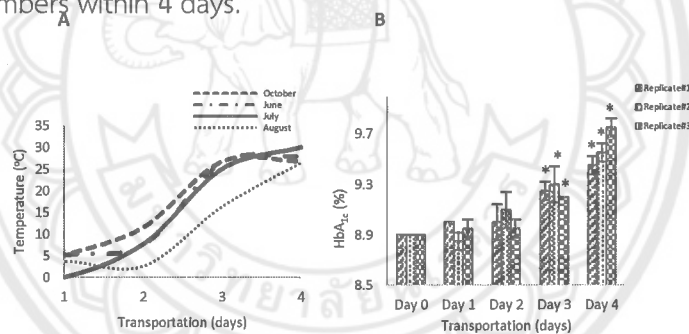 mbers within 4 days.
A
October
June
July
August
35
30
25
20
15
10
5
0
Temperature (°C)
1 2 3 4
Transportation (days)
B
Replicate#1
Replicate#2
Replicate#3
9.7
9.3
8.9
8.5
HbA1c (%)
* * * * * *
Day 0 Day 1 Day 2 Day 3 Day 4
Transportation (days)